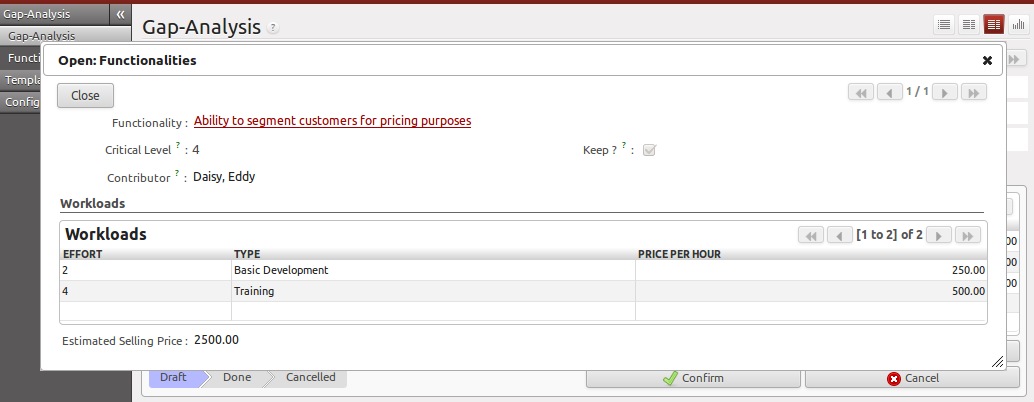 Gap-Analysis «
Gap-Analysis ?
Gap-Analysis
Open: Functionalities
Close
1 / 1
Functionality : Ability to segment customers for pricing purposes
Critical Level ? : 4
Keep ? ? :
Contributor ? : Daisy, Eddy
Workloads
Workloads
[1 to 2] of 2
EFFORT TYPE PRICE PER HOUR
2 Basic Development 250.00
4 Training 500.00
Estimated Selling Price : 2500.00
Draft Done Cancelled
Confirm
Cancel